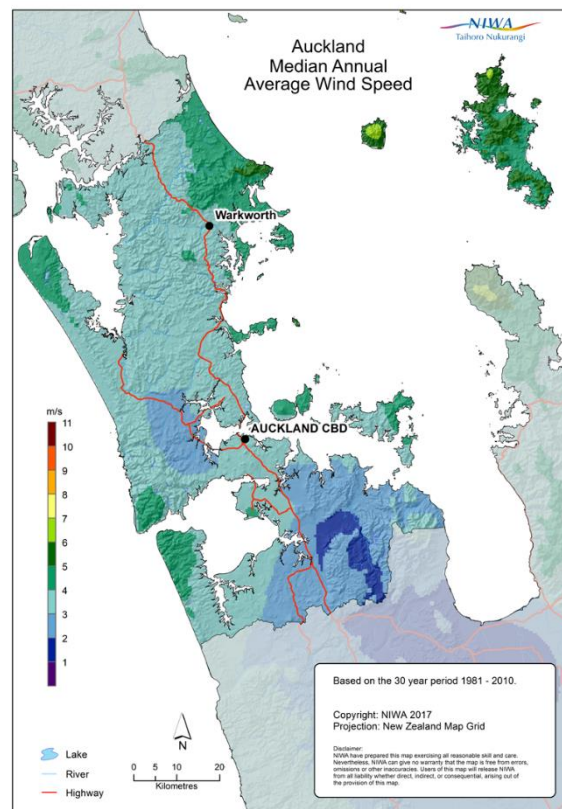 Auckland
Median Annual
Average Wind Speed
NIWA
Taihoro Nukurangi
Warkworth
AUCKLAND CBD
m/s
11
10
9
8
7
6
5
4
3
2
1
Based on the 30 year period 1981 - 2010.
Copyright: NIWA 2017
Projection: New Zealand Map Grid
Disclaimer:
NIWA have prepared this map exercising all reasonable skill and care.
Nevertheless, NIWA can give no warranty that the map is free from errors,
omissions or other inaccuracies. Users of this map will release NIWA
from all liability whether direct, indirect, or consequential, arising out
of the provision of this map.
N
Lake
River
Highway
20
10
0
Kilometres